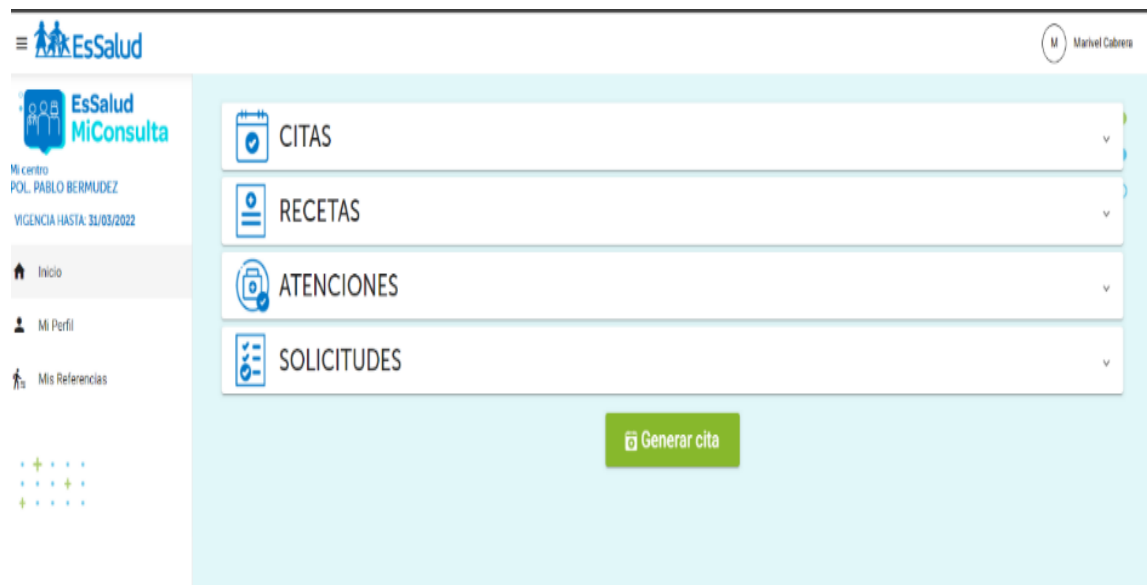 EsSalud
M
Marivel Cabrera
EsSalud
MiConsulta
Mi centro
POL. PABLO BERMUDEZ
VIGENCIA HASTA: 31/03/2022
Inicio
Mi Perfil
Mis Referencias
CITAS
RECETAS
ATENCIONES
SOLICITUDES
Generar cita